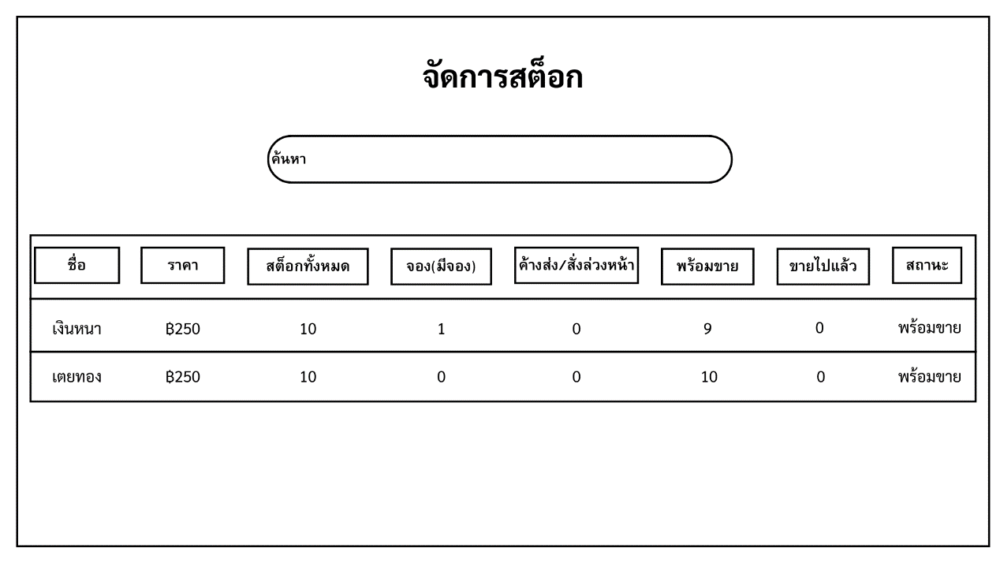 จัดการสต็อก
ค้นหา
ชื่อ ราคา สต็อกทั้งหมด จอง(มีจอง) ค้างส่ง/สั่งล่วงหน้า พร้อมขาย ขายไปแล้ว สถานะ
เงินหนา ฿250 10 1 0 9 0 พร้อมขาย
เตยทอง ฿250 10 0 0 10 0 พร้อมขาย